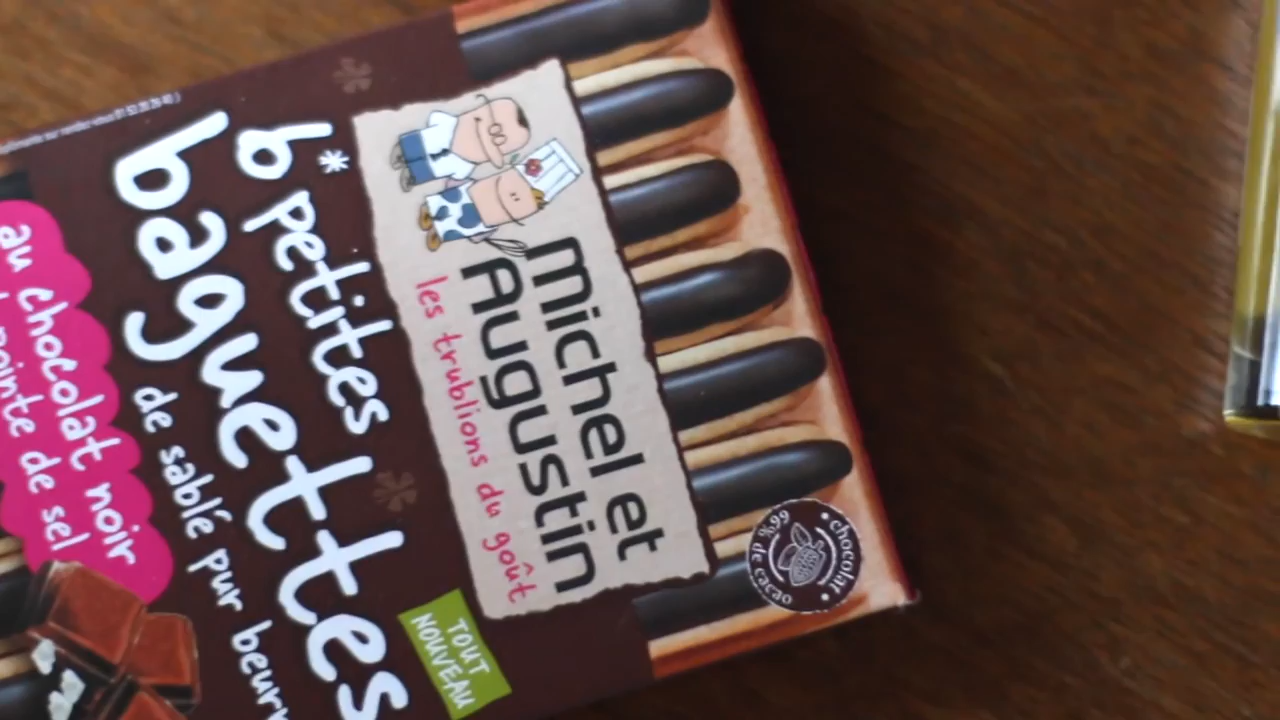 michel et
Augustin
les trublions du goût
6 petites*
baguettes
de sablé pur beurr
au chocolat noir
pointe de sel
TOUT
NOUVEAU
chocolat
66% de cacao